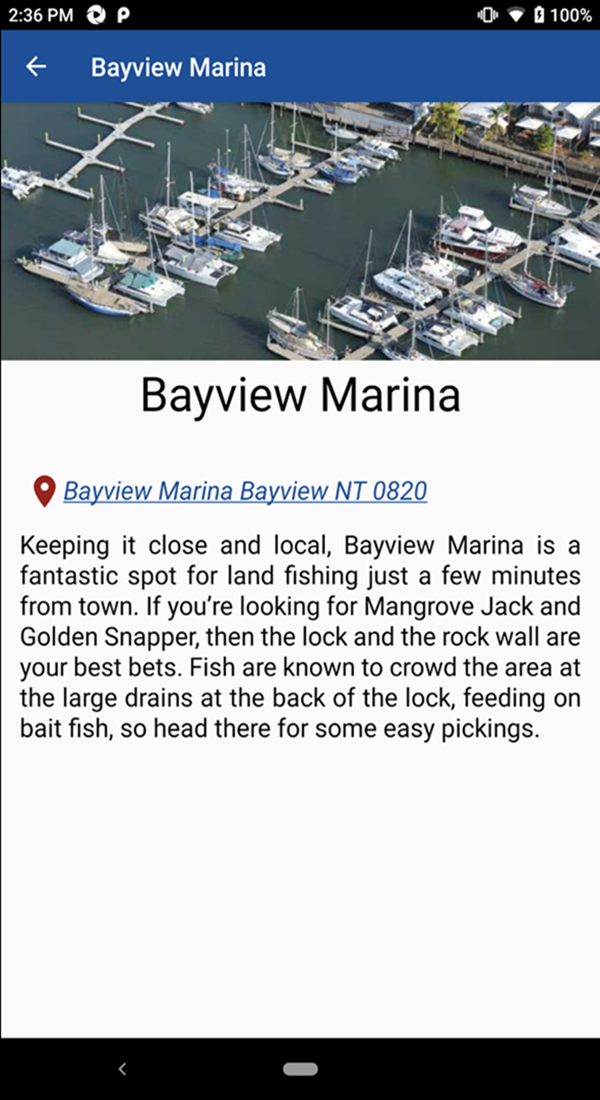 2:36 PM 100%
Bayview Marina
Bayview Marina
Bayview Marina Bayview NT 0820
Keeping it close and local, Bayview Marina is a
fantastic spot for land fishing just a few minutes
from town. If you’re looking for Mangrove Jack and
Golden Snapper, then the lock and the rock wall are
your best bets. Fish are known to crowd the area at
the large drains at the back of the lock, feeding on
bait fish, so head there for some easy pickings.